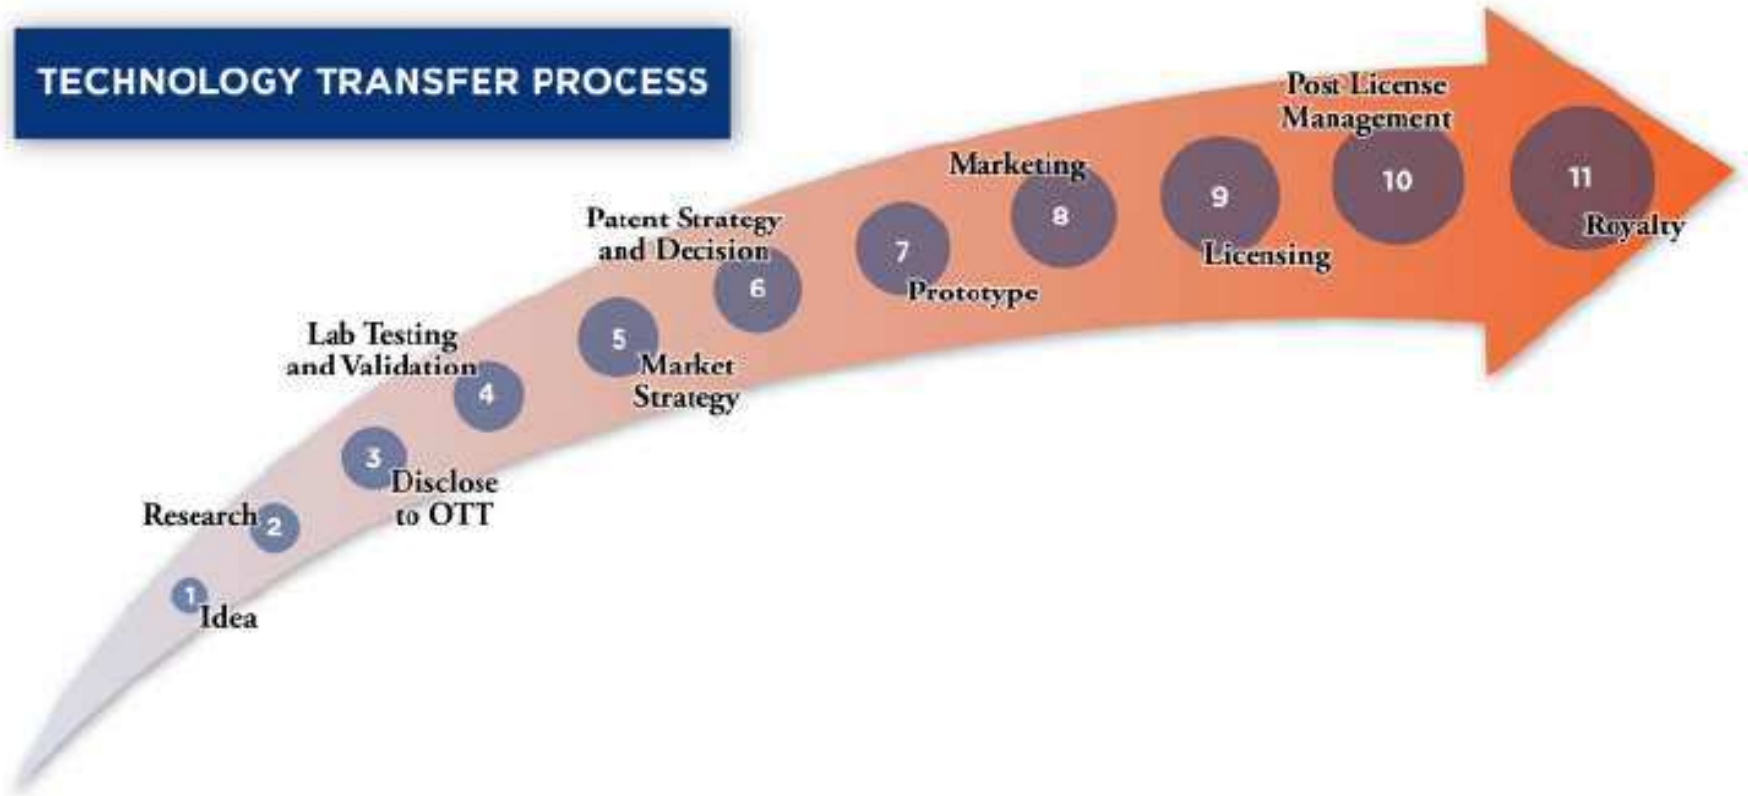 TECHNOLOGY TRANSFER PROCESS
1
Idea
2
Research
3
Disclose
to OTT
4
Lab Testing
and Validation
5
Market
Strategy
6
Patent Strategy
and Decision
7
Prototype
8
Marketing
9
Licensing
10
Post License
Management
11
Royalty